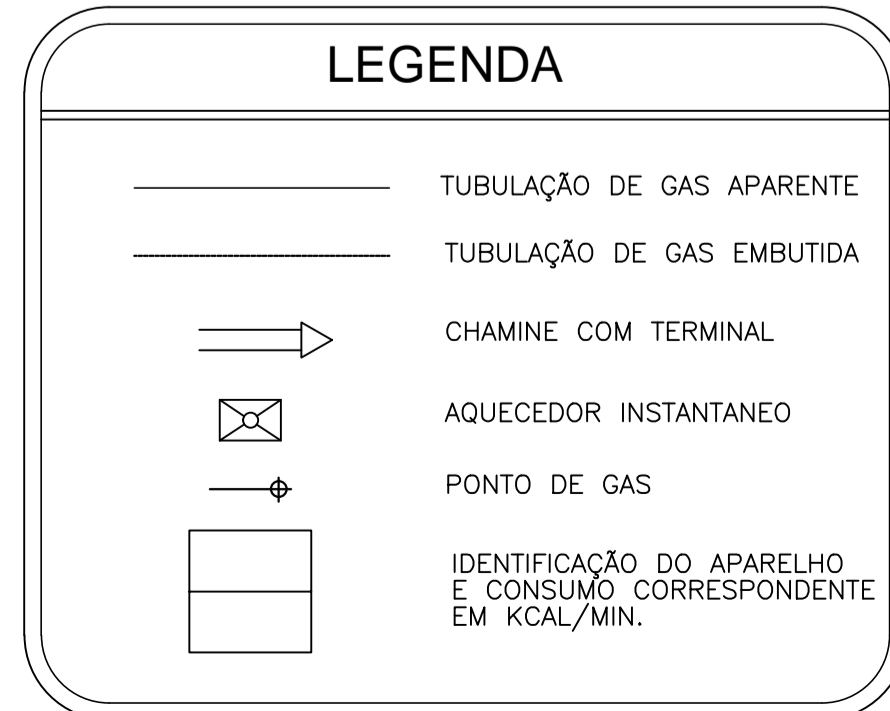 LEGENDA
TUBULAÇÃO DE GAS APARENTE
TUBULAÇÃO DE GAS EMBUTIDA
CHAMINE COM TERMINAL
AQUECEDOR INSTANTANEO
PONTO DE GAS
IDENTIFICAÇÃO DO APARELHO
E CONSUMO CORRESPONDENTE
EM KCAL/MIN.